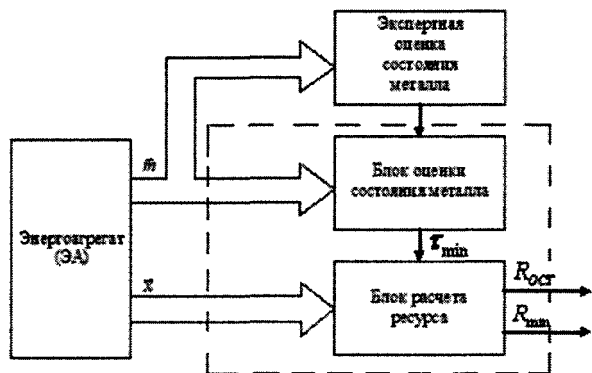 Экспертная
оценка
состояния
металла
Блок оценки
состояния металла
m
Энергоагрегат
(ЭА)
τmin
x
Блок расчета
ресурса
Rост
Rmin